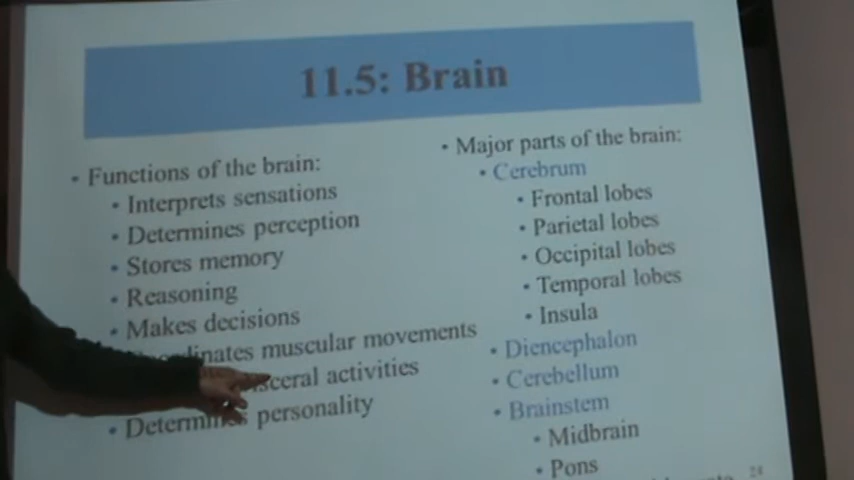 11.5: Brain
• Functions of the brain:
• Interprets sensations
• Determines perception
• Stores memory
• Reasoning
• Makes decisions
muscular movements
activities
• Determines personality
• Major parts of the brain:
• Cerebrum
• Frontal lobes
• Parietal lobes
• Occipital lobes
• Temporal lobes
• Insula
• Diencephalon
• Cerebellum
• Brainstem
• Midbrain
• Pons
24